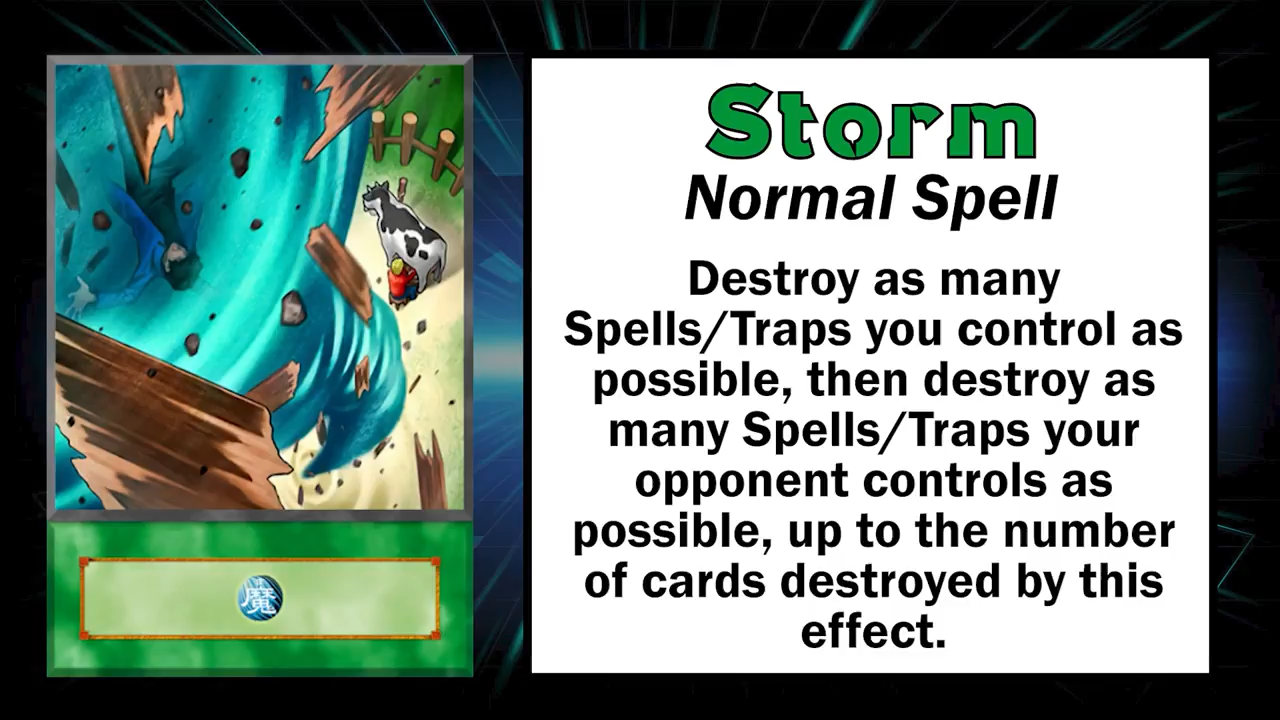 Storm
Normal Spell
Destroy as many
Spells/Traps you control as
possible, then destroy as
many Spells/Traps your
opponent controls as
possible, up to the number
of cards destroyed by this
effect.
魔